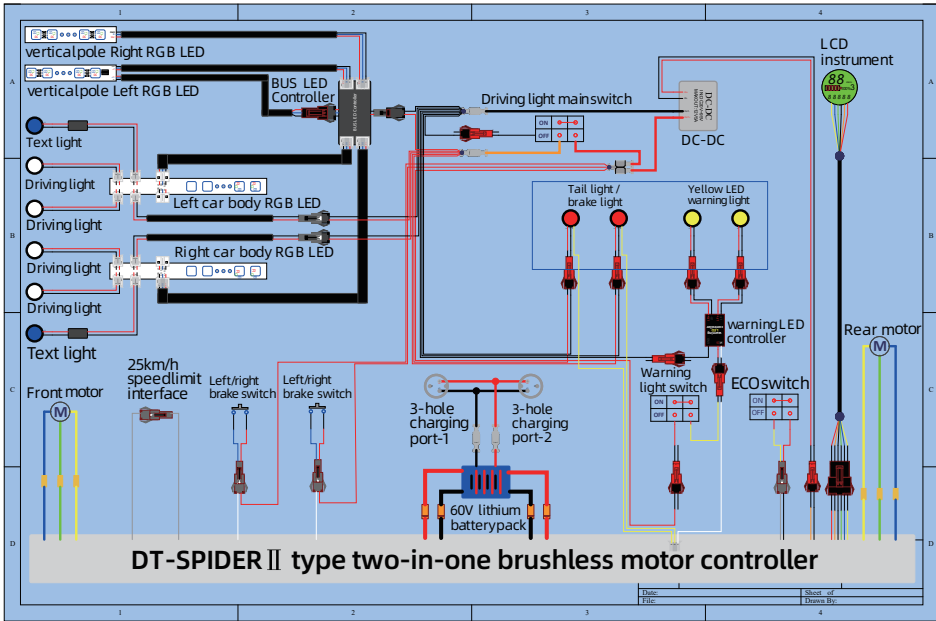 1
2
3
4
A
B
C
D
A
B
C
D
verticalpole Right RGB LED
verticalpole Left RGB LED
BUS LED
Controller
BUS LED Controller
Driving light mainswitch
ON
OFF
DC-DC
DC-DC
LCD
instrument
88
88888
Text light
Driving light
Driving light
Left car body RGB LED
Driving light
Right car body RGB LED
Driving light
Text light
Tail light /
brake light
Yellow LED
warning light
warningLED
controller
Rear motor
M
Front motor
M
25km/h
speedlimit
interface
Left/right
brake switch
Left/right
brake switch
3-hole
charging
port-1
3-hole
charging
port-2
Warning
light switch
ON
OFF
ECOswitch
ON
OFF
60V lithium
batterypack
DT-SPIDERⅡ type two-in-one brushless motor controller
Date:
Sheet of
File:
Drawn By:
1
2
3
4